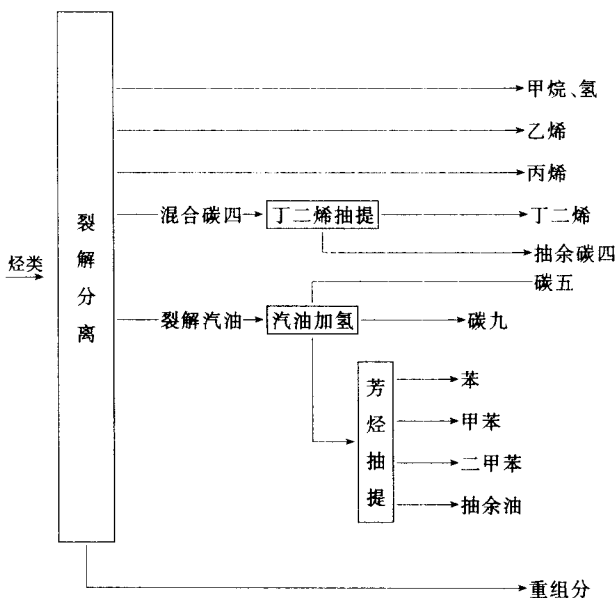 甲烷、氢
乙烯
丙烯
混合碳四
丁二烯抽提
丁二烯
抽余碳四
烃类
裂解分离
碳五
裂解汽油
汽油加氢
碳九
芳烃抽提
苯
甲苯
二甲苯
抽余油
重组分